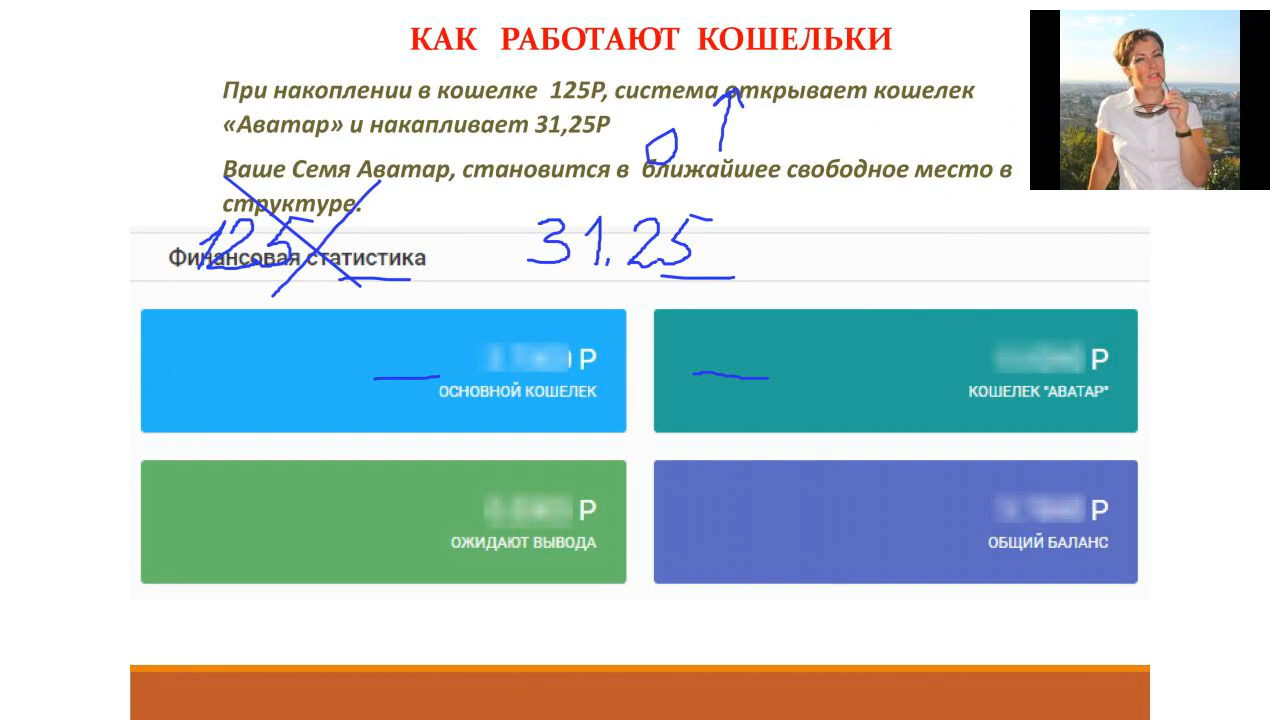 КАК РАБОТАЮТ КОШЕЛЬКИ
При накоплении в кошелке 125Р, система открывает кошелек
«Аватар» и накапливает 31,25Р
Ваше Семя Аватар, становится в ближайшее свободное место в
структуре.
125 31.25
Финансовая статистика
Р
ОСНОВНОЙ КОШЕЛЕК
Р
КОШЕЛЕК "АВАТАР"
Р
ОЖИДАЮТ ВЫВОДА
Р
ОБЩИЙ БАЛАНС